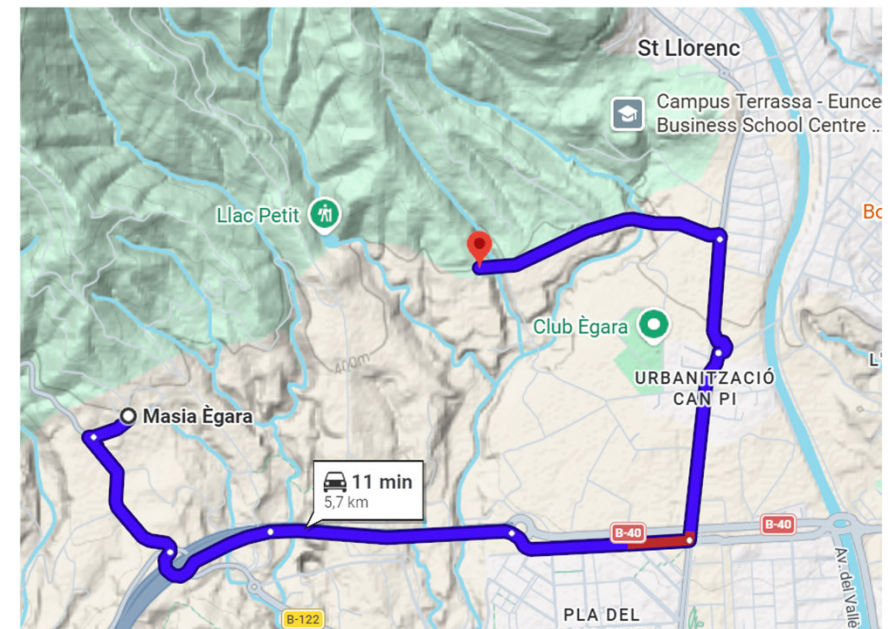 St Llorenc
Campus Terrassa - Eunce
Business School Centre ...
Bo
Llac Petit
Club Ègara
400m
L'
URBANITZACIÓ
CAN PI
Masia Ègara
11 min
5,7 km
B-40
B-40
Av. del Vallè
B-122
PLA DEL